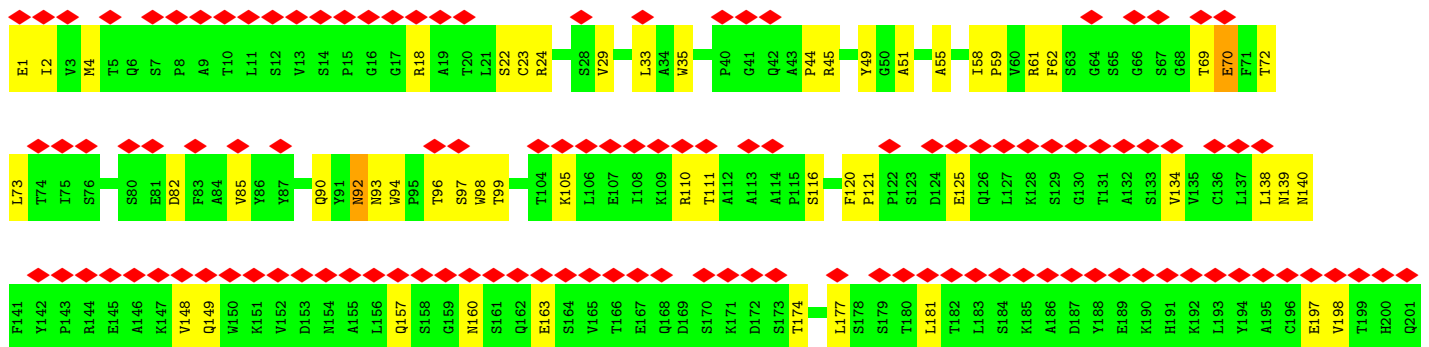 E1 I2 V3 M4 T5 Q6 S7 P8 A9 T10 L11 S12 V13 S14 P15 G16 G17 R18 A19 T20 L21 S22 C23 R24 S28 V29 L33 A34 W35 P40 G41 Q42 A43 P44 R45 Y49 G50 A51 A55 I58 P59 V60 R61 F62 S63 G64 S65 G66 S67 G68 T69 E70 F71 T72
L73 T74 I75 S76 S80 E81 D82 F83 A84 V85 Y86 Y87 Q90 Y91 N92 N93 W94 P95 T96 S97 W98 T99 T104 K105 L106 E107 I108 K109 R110 T111 A112 A113 A114 P115 S116 F120 P121 P122 S123 D124 E125 Q126 L127 K128 S129 G130 T131 A132 S133 V134 V135 C136 L137 L138 N139 N140
F141 Y142 P143 R144 E145 A146 K147 V148 Q149 W150 K151 V152 D153 N154 A155 L156 Q157 S158 G159 N160 S161 Q162 E163 S164 V165 T166 E167 Q168 D169 S170 K171 D172 S173 T174 L177 S178 S179 T180 L181 T182 L183 S184 K185 A186 D187 Y188 E189 K190 H191 K192 L193 Y194 A195 C196 E197 V198 T199 H200 Q201